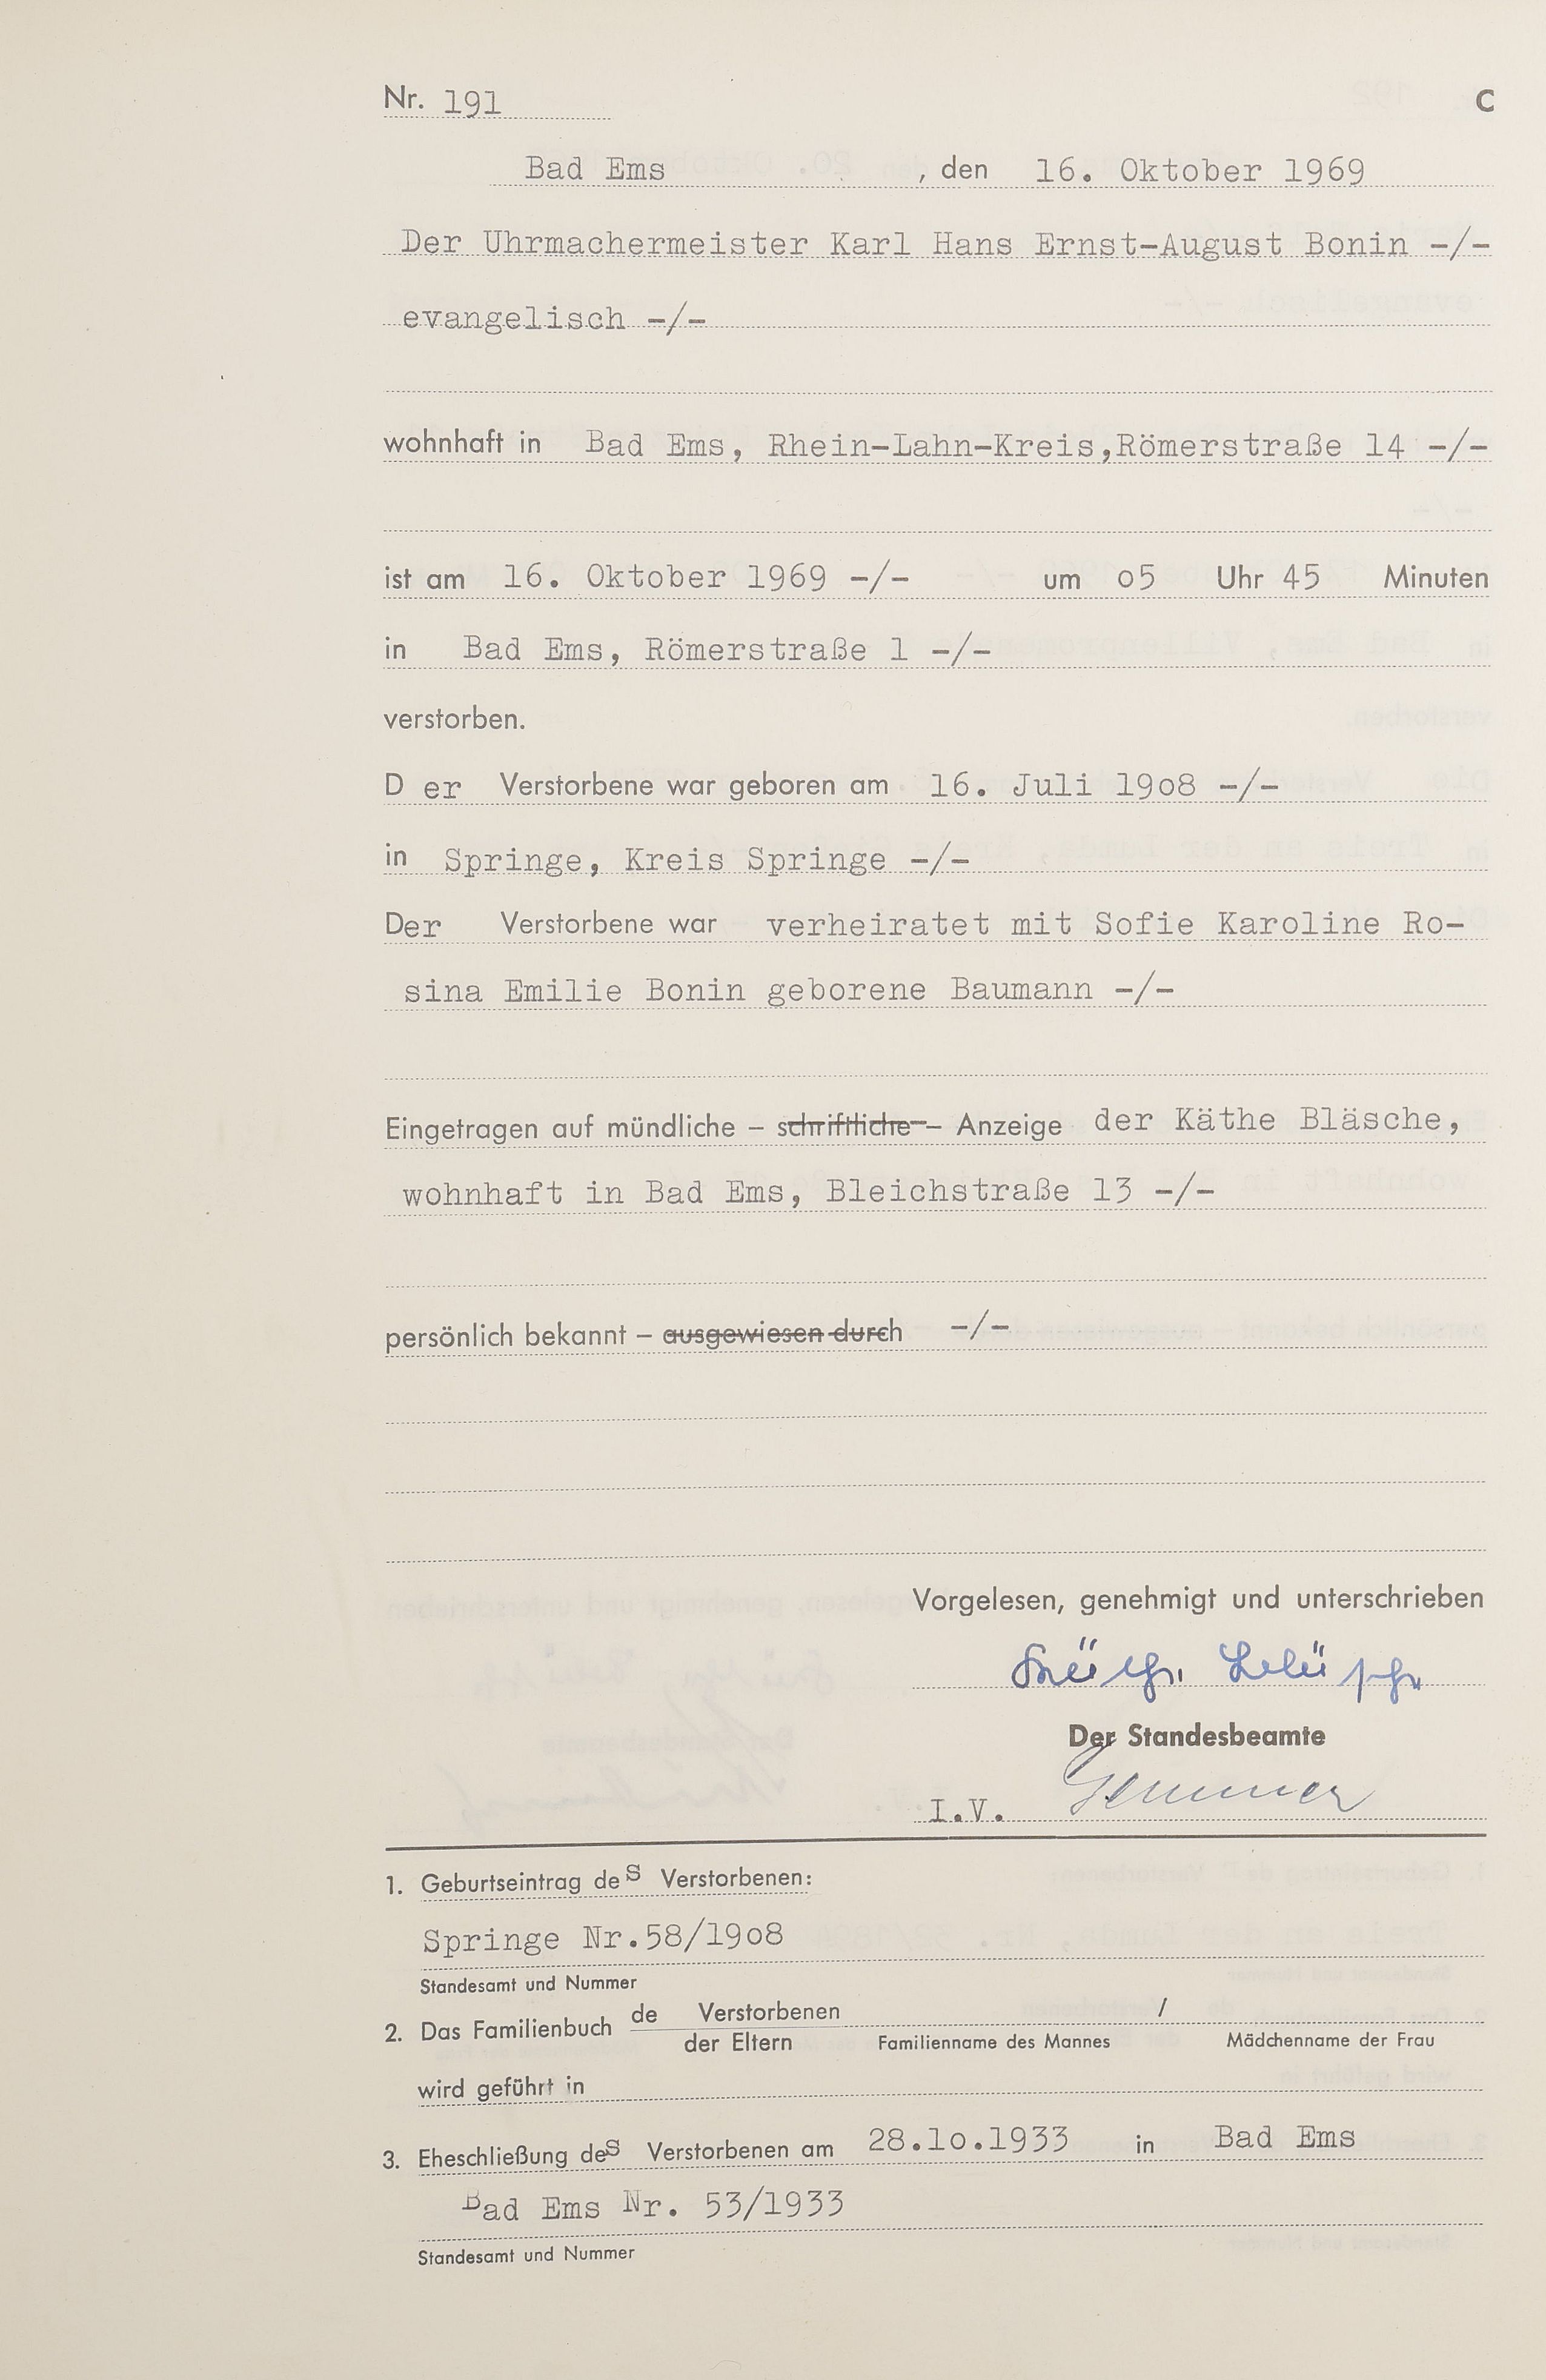 Nr. 191 C
Bad Ems , den 16. Oktober 1969
Der Uhrmachermeister Karl Hans Ernst-August Bonin -/-
evangelisch -/-
wohnhaft in Bad Ems, Rhein-Lahn-Kreis,Römerstraße 14 -/-
ist am 16. Oktober 1969 -/- um o5 Uhr 45 Minuten
in Bad Ems, Römerstraße 1 -/-
verstorben.
D er Verstorbene war geboren am 16. Juli 19o8 -/-
in Springe, Kreis Springe -/-
Der Verstorbene war verheiratet mit Sofie Karoline Ro-
sina Emilie Bonin geborene Baumann -/-
Eingetragen auf mündliche – schriftliche – Anzeige der Käthe Bläsche,
wohnhaft in Bad Ems, Bleichstraße 13 -/-
persönlich bekannt – ausgewiesen durch -/-
Vorgelesen, genehmigt und unterschrieben
Käthe Bläsche
Der Standesbeamte
I.V.
1. Geburtseintrag des Verstorbenen:
Springe Nr.58/19o8
Standesamt und Nummer
2. Das Familienbuch de Verstorbenen /
der Eltern Familienname des Mannes Mädchenname der Frau
wird geführt in
3. Eheschließung des Verstorbenen am 28.1o.1933 in Bad Ems
Bad Ems Nr. 53/1933
Standesamt und Nummer